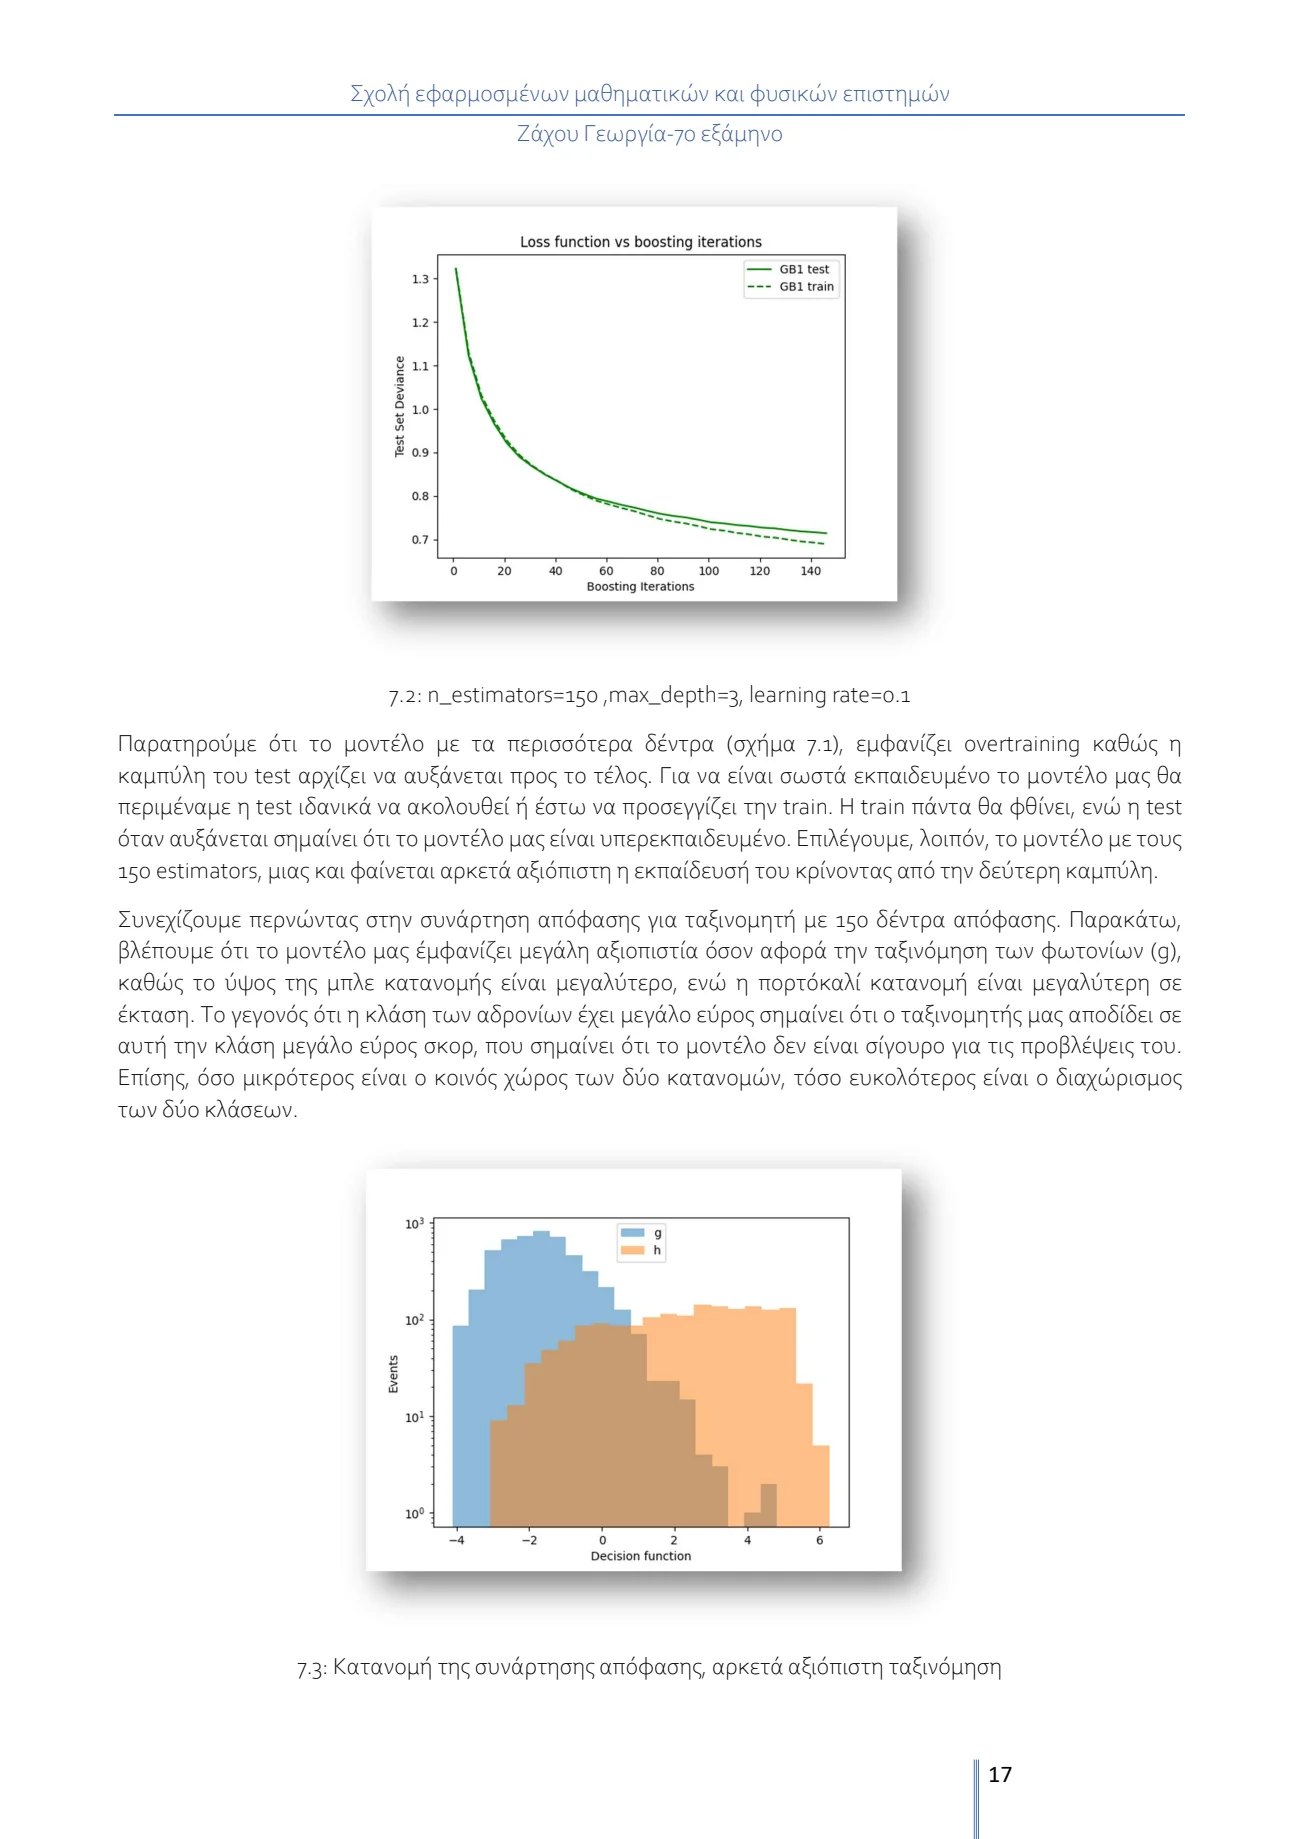 Σχολή εφαρμοσμένων μαθηματικών και φυσικών επιστημών
Ζάχου Γεωργία-7ο εξάμηνο
Loss function vs boosting iterations
GB1 test
GB1 train
Test Set Deviance
1.3
1.2
1.1
1.0
0.9
0.8
0.7
0 20 40 60 80 100 120 140
Boosting Iterations
7.2: n_estimators=150 ,max_depth=3, learning rate=0.1
Παρατηρούμε ότι το μοντέλο με τα περισσότερα δέντρα (σχήμα 7.1), εμφανίζει overtraining καθώς η
καμπύλη του test αρχίζει να αυξάνεται προς το τέλος. Για να είναι σωστά εκπαιδευμένο το μοντέλο μας θα
περιμέναμε η test ιδανικά να ακολουθεί ή έστω να προσεγγίζει την train. Η train πάντα θα φθίνει, ενώ η test
όταν αυξάνεται σημαίνει ότι το μοντέλο μας είναι υπερεκπαιδευμένο. Επιλέγουμε, λοιπόν, το μοντέλο με τους
150 estimators, μιας και φαίνεται αρκετά αξιόπιστη η εκπαίδευσή του κρίνοντας από την δεύτερη καμπύλη.
Συνεχίζουμε περνώντας στην συνάρτηση απόφασης για ταξινομητή με 150 δέντρα απόφασης. Παρακάτω,
βλέπουμε ότι το μοντέλο μας έμφανίζει μεγάλη αξιοπιστία όσον αφορά την ταξινόμηση των φωτονίων (g),
καθώς το ύψος της μπλε κατανομής είναι μεγαλύτερο, ενώ η πορτόκαλί κατανομή είναι μεγαλύτερη σε
έκταση. Το γεγονός ότι η κλάση των αδρονίων έχει μεγάλο εύρος σημαίνει ότι ο ταξινομητής μας αποδίδει σε
αυτή την κλάση μεγάλο εύρος σκορ, που σημαίνει ότι το μοντέλο δεν είναι σίγουρο για τις προβλέψεις του.
Επίσης, όσο μικρότερος είναι ο κοινός χώρος των δύο κατανομών, τόσο ευκολότερος είναι ο διαχώρισμος
των δύο κλάσεων.
g
h
Events
10³
10²
10¹
10⁰
−4 −2 0 2 4 6
Decision function
7.3: Κατανομή της συνάρτησης απόφασης, αρκετά αξιόπιστη ταξινόμηση
17